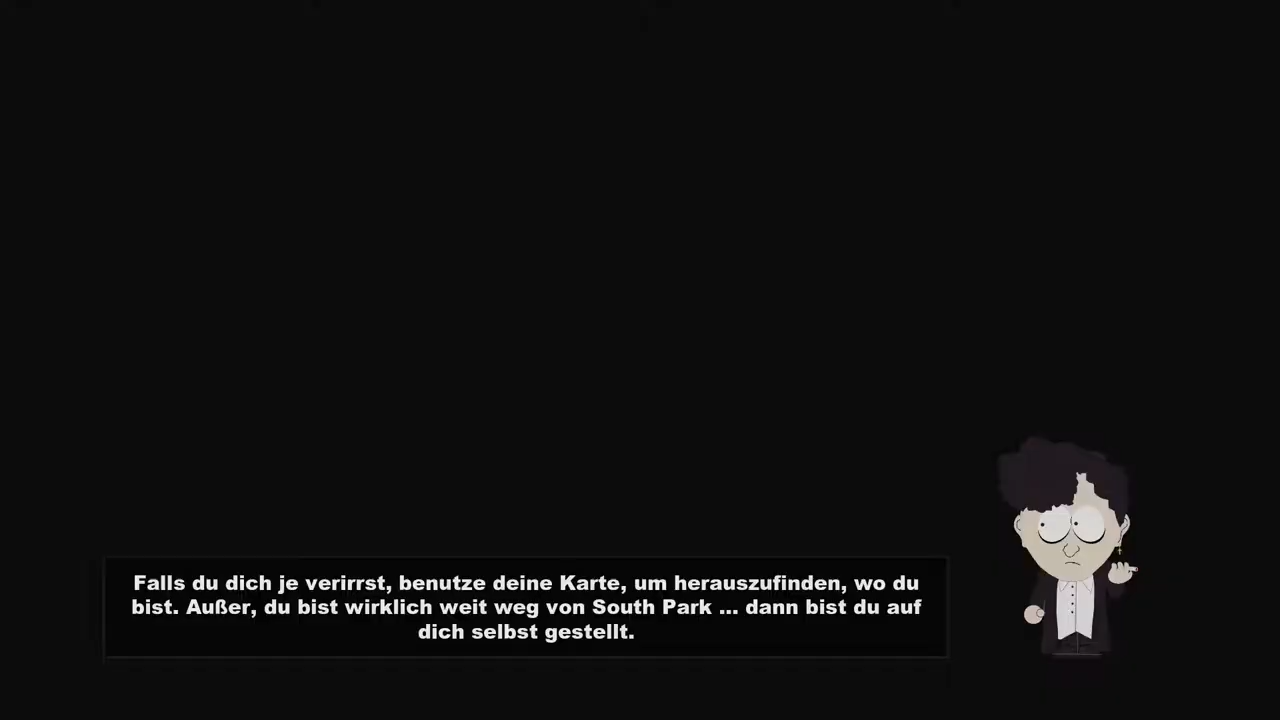 Falls du dich je verirrst, benutze deine Karte, um herauszufinden, wo du
bist. Außer, du bist wirklich weit weg von South Park ... dann bist du auf
dich selbst gestellt.